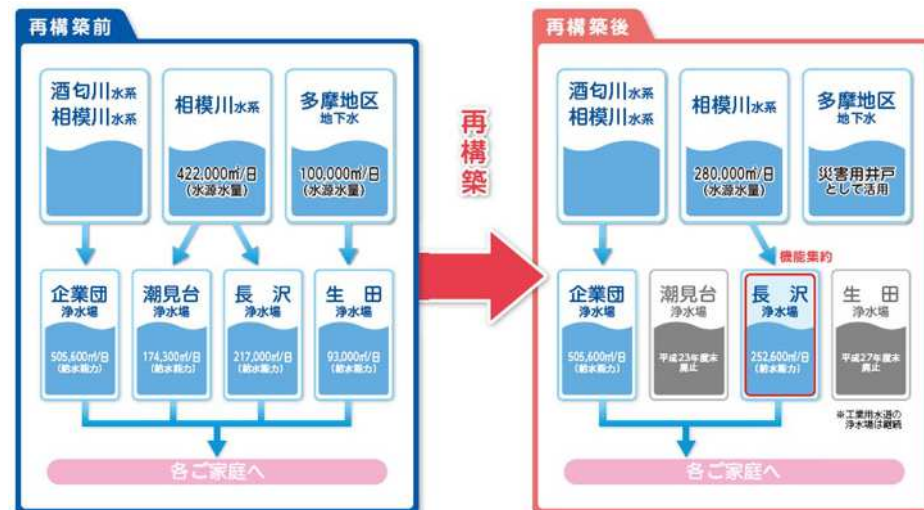 再構築前
酒匂川水系
相模川水系
相模川水系
422,000㎥/日
(水源水量)
多摩地区
地下水
100,000㎥/日
(水源水量)
企業団
浄水場
505,600㎥/日
(給水能力)
潮見台
浄水場
174,300㎥/日
(給水能力)
長沢
浄水場
217,000㎥/日
(給水能力)
生田
浄水場
93,000㎥/日
(給水能力)
各ご家庭へ
再構築
再構築後
酒匂川水系
相模川水系
相模川水系
280,000㎥/日
(水源水量)
多摩地区
地下水
災害用井戸
として活用
機能集約
企業団
浄水場
505,600㎥/日
(給水能力)
潮見台
浄水場
平成23年度末
廃止
長沢
浄水場
252,600㎥/日
(給水能力)
生田
浄水場
平成27年度末
廃止
※工業用水道の
浄水場は継続
各ご家庭へ